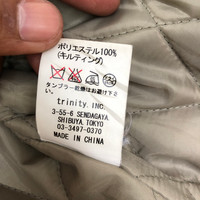 ポリエステル100%
(キルティング)
タンブラー乾燥はお避け下さい
trinity. INC.
3-55-6 SENDAGAYA
SHIBUYA. TOKYO
03-3497-0370
MADE IN CHINA